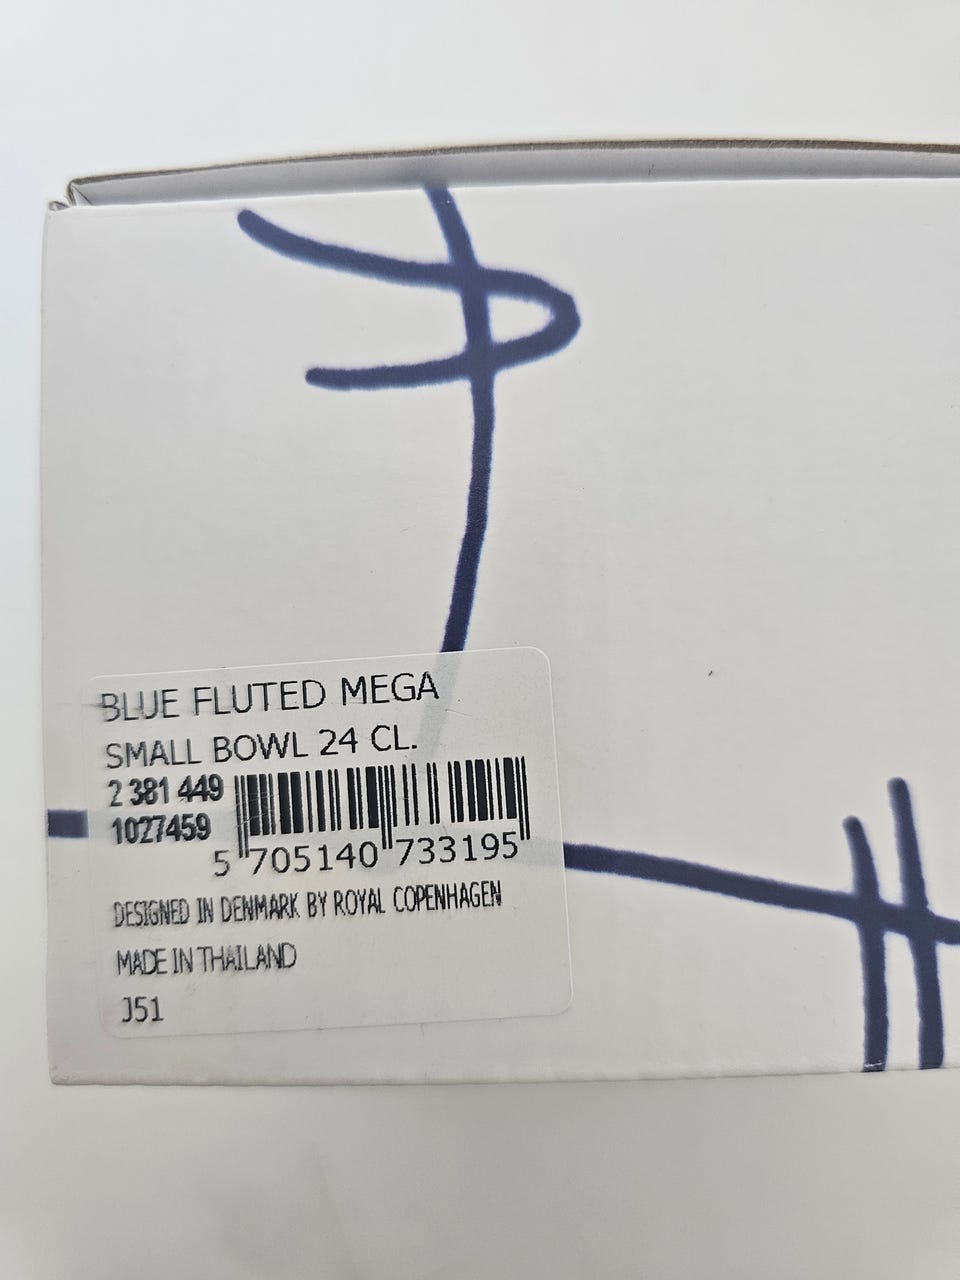 BLUE FLUTED MEGA
SMALL BOWL 24 CL.
2 381 449
1027459
5 705140 733195
DESIGNED IN DENMARK BY ROYAL COPENHAGEN
MADE IN THAILAND
J51